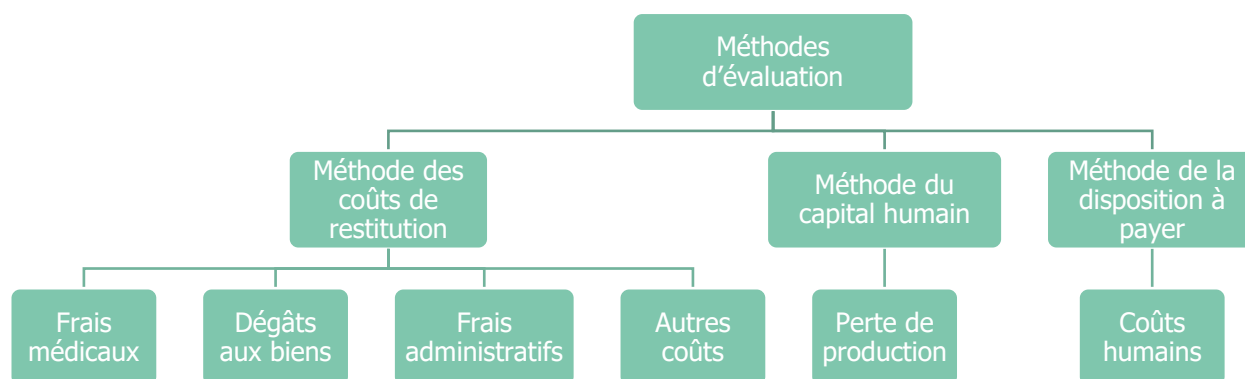 Méthodes
d’évaluation
Méthode des
coûts de
restitution
Méthode du
capital humain
Méthode de la
disposition à
payer
Frais
médicaux
Dégâts
aux biens
Frais
administratifs
Autres
coûts
Perte de
production
Coûts
humains